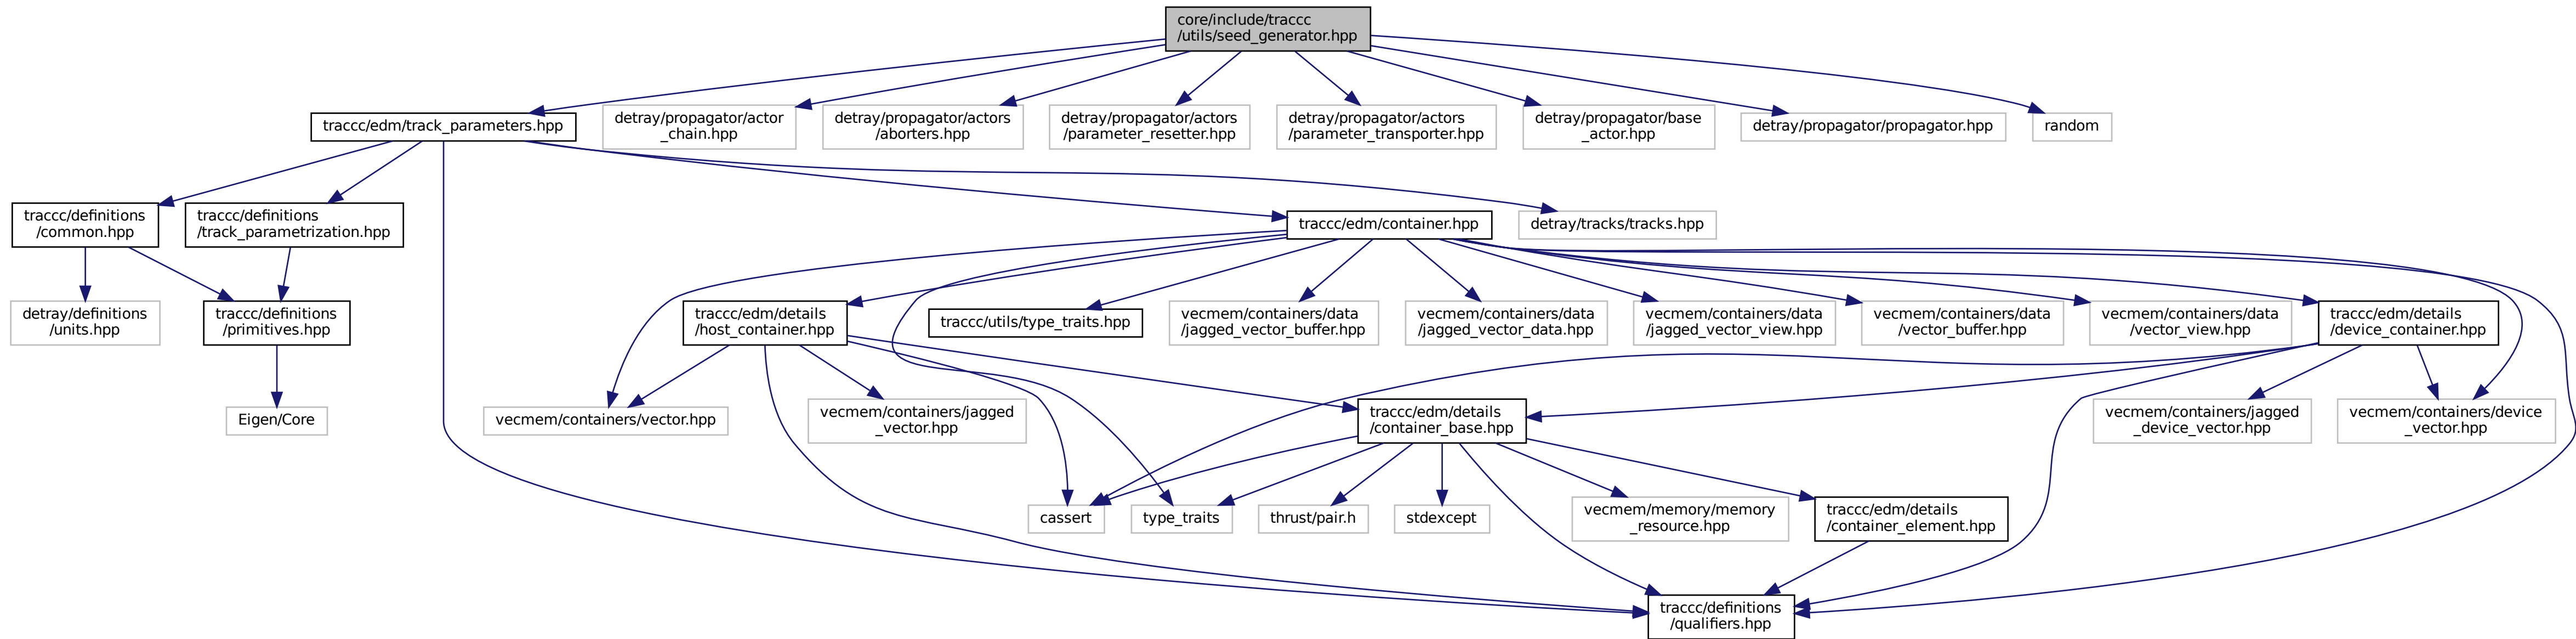 core/include/traccc
/utils/seed_generator.hpp
traccc/edm/track_parameters.hpp
detray/propagator/actor
_chain.hpp
detray/propagator/actors
/aborters.hpp
detray/propagator/actors
/parameter_resetter.hpp
detray/propagator/actors
/parameter_transporter.hpp
detray/propagator/base
_actor.hpp
detray/propagator/propagator.hpp
random
traccc/definitions
/common.hpp
traccc/definitions
/track_parametrization.hpp
traccc/edm/container.hpp
detray/tracks/tracks.hpp
detray/definitions
/units.hpp
traccc/definitions
/primitives.hpp
traccc/edm/details
/host_container.hpp
traccc/utils/type_traits.hpp
vecmem/containers/data
/jagged_vector_buffer.hpp
vecmem/containers/data
/jagged_vector_data.hpp
vecmem/containers/data
/jagged_vector_view.hpp
vecmem/containers/data
/vector_buffer.hpp
vecmem/containers/data
/vector_view.hpp
traccc/edm/details
/device_container.hpp
Eigen/Core
vecmem/containers/vector.hpp
vecmem/containers/jagged
_vector.hpp
traccc/edm/details
/container_base.hpp
vecmem/containers/jagged
_device_vector.hpp
vecmem/containers/device
_vector.hpp
cassert
type_traits
thrust/pair.h
stdexcept
vecmem/memory/memory
_resource.hpp
traccc/edm/details
/container_element.hpp
traccc/definitions
/qualifiers.hpp